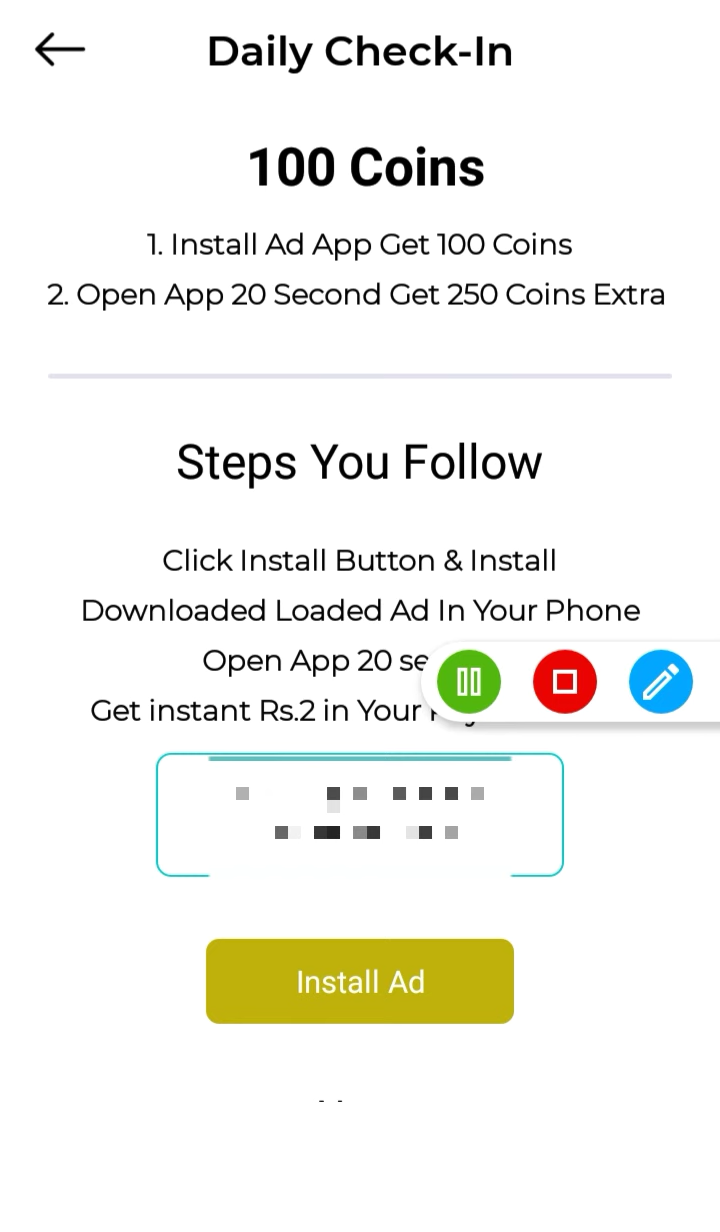 Daily Check-In
100 Coins
1. Install Ad App Get 100 Coins
2. Open App 20 Second Get 250 Coins Extra
Steps You Follow
Click Install Button & Install
Downloaded Loaded Ad In Your Phone
Open App 20
Get instant Rs.2 in Your
Install Ad